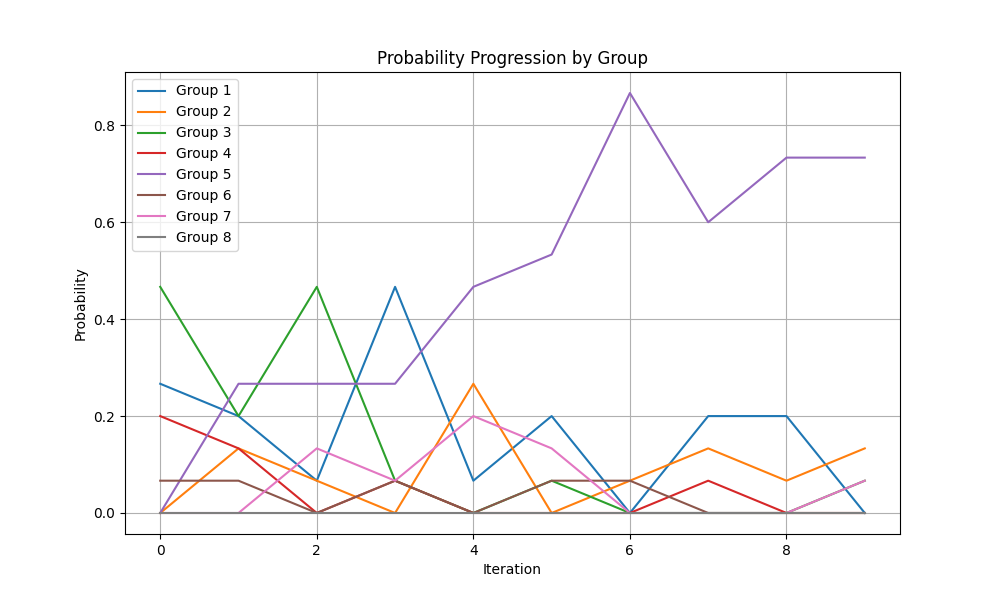 Probability Progression by Group
Group 1
Group 2
Group 3
Group 4
Group 5
Group 6
Group 7
Group 8
Probability
0.8
0.6
0.4
0.2
0.0
0 2 4 6 8
Iteration